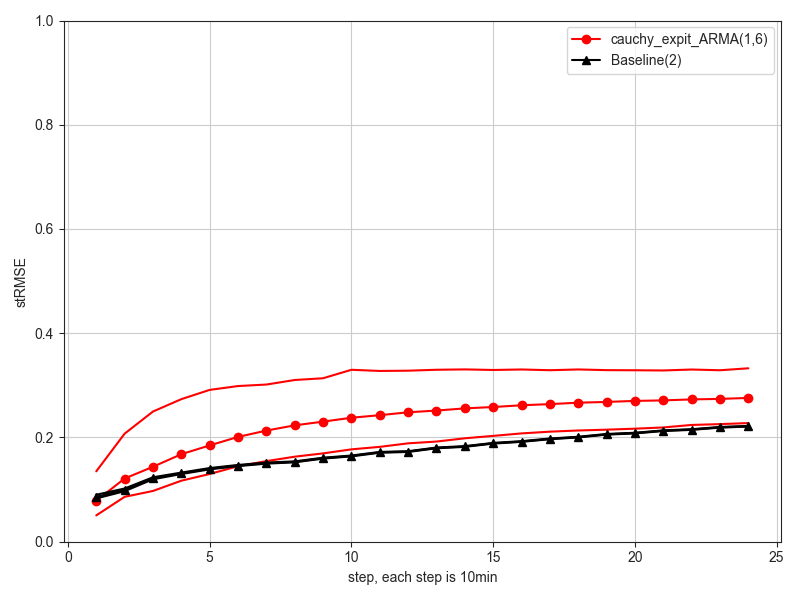 1.0
0.8
0.6
0.4
0.2
0.0
stRMSE
cauchy_expit_ARMA(1,6)
Baseline(2)
0 5 10 15 20 25
step, each step is 10min